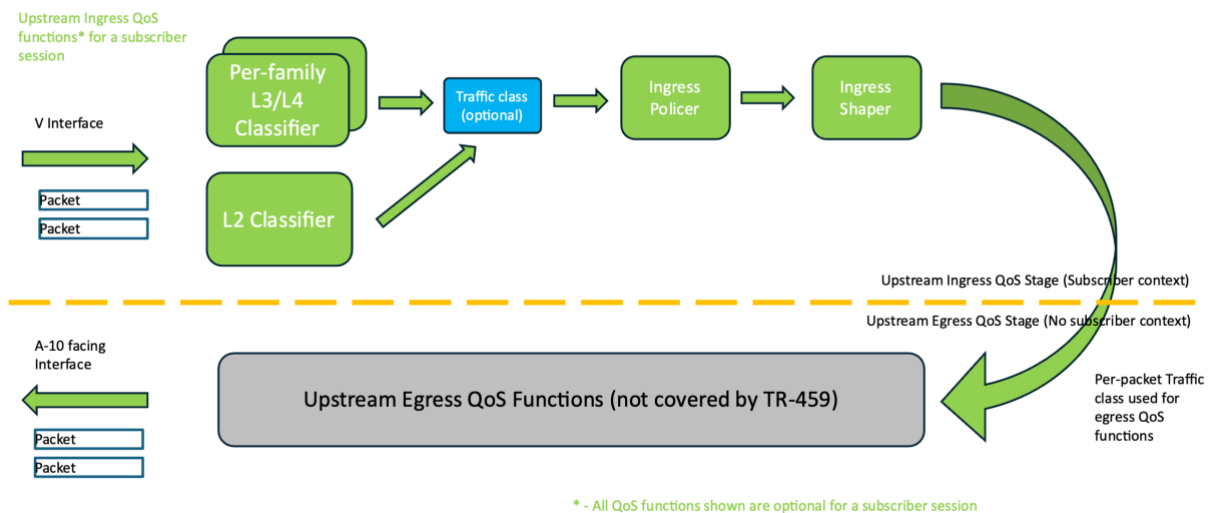 Upstream Ingress QoS
functions* for a subscriber
session
Per-family
L3/L4
Classifier
Traffic class
(optional)
Ingress
Policer
Ingress
Shaper
V Interface
Packet
Packet
L2 Classifier
Upstream Ingress QoS Stage (Subscriber context)
Upstream Egress QoS Stage (No subscriber context)
A-10 facing
Interface
Packet
Packet
Upstream Egress QoS Functions (not covered by TR-459)
Per-packet Traffic
class used for
egress QoS
functions
* - All QoS functions shown are optional for a subscriber session